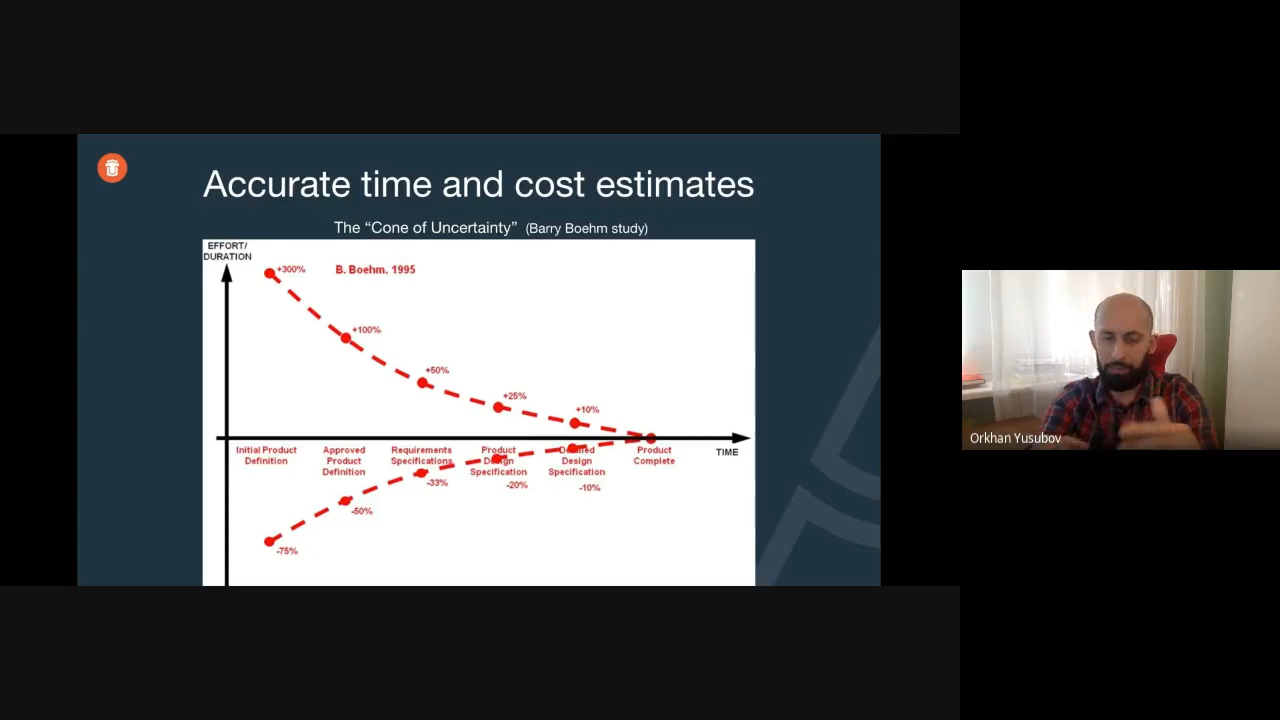 Accurate time and cost estimates
The “Cone of Uncertainty” (Barry Boehm study)
EFFORT/
DURATION
+300%
B. Boehm, 1995
+100%
+50%
+25%
+10%
Initial Product
Definition
Approved
Product
Definition
Requirements
Specifications
Product
Design
Specification
Detailed
Design
Specification
Product
Complete
TIME
-33%
-20%
-10%
-50%
-75%
Orkhan Yusubov